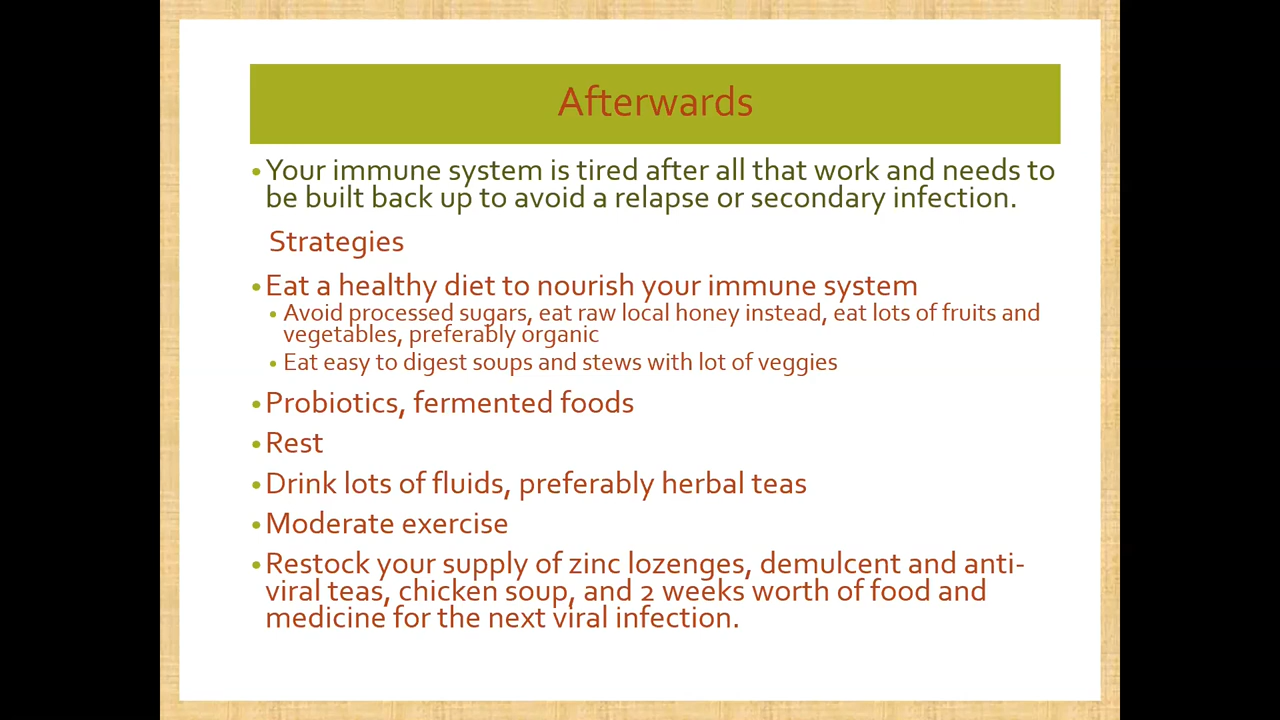 Afterwards
•Your immune system is tired after all that work and needs to
be built back up to avoid a relapse or secondary infection.
Strategies
•Eat a healthy diet to nourish your immune system
•Avoid processed sugars, eat raw local honey instead, eat lots of fruits and
vegetables, preferably organic
•Eat easy to digest soups and stews with lot of veggies
•Probiotics, fermented foods
•Rest
•Drink lots of fluids, preferably herbal teas
•Moderate exercise
•Restock your supply of zinc lozenges, demulcent and anti-
viral teas, chicken soup, and 2 weeks worth of food and
medicine for the next viral infection.